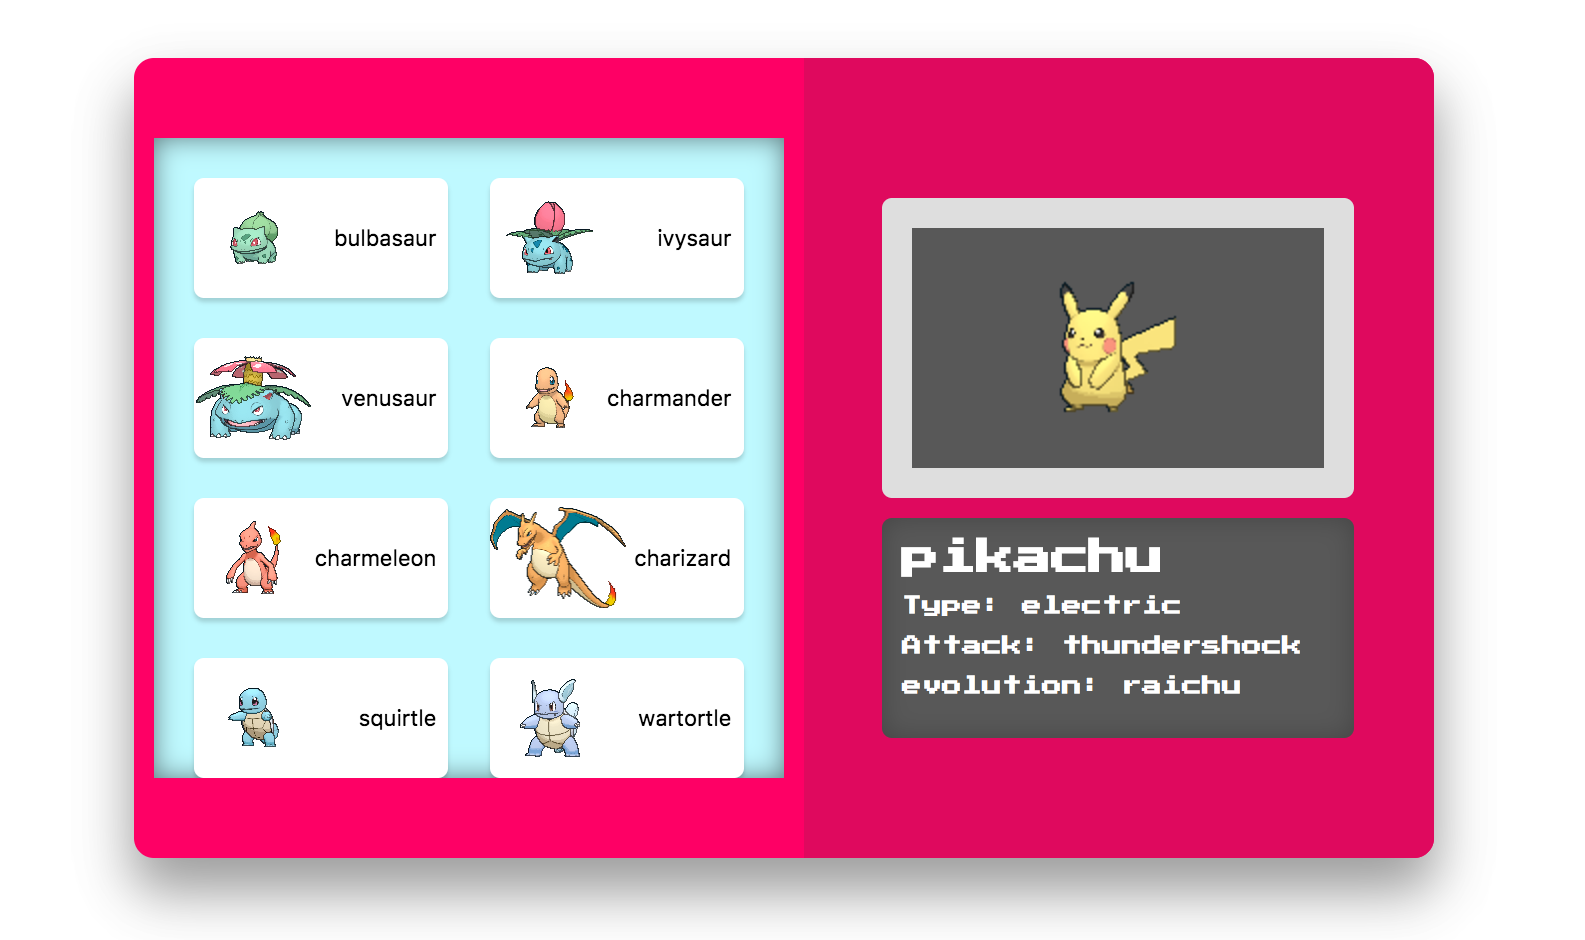 bulbasaur
ivysaur
venusaur
charmander
charmeleon
charizard
squirtle
wartortle
pikachu
Type: electric
Attack: thundershock
evolution: raichu